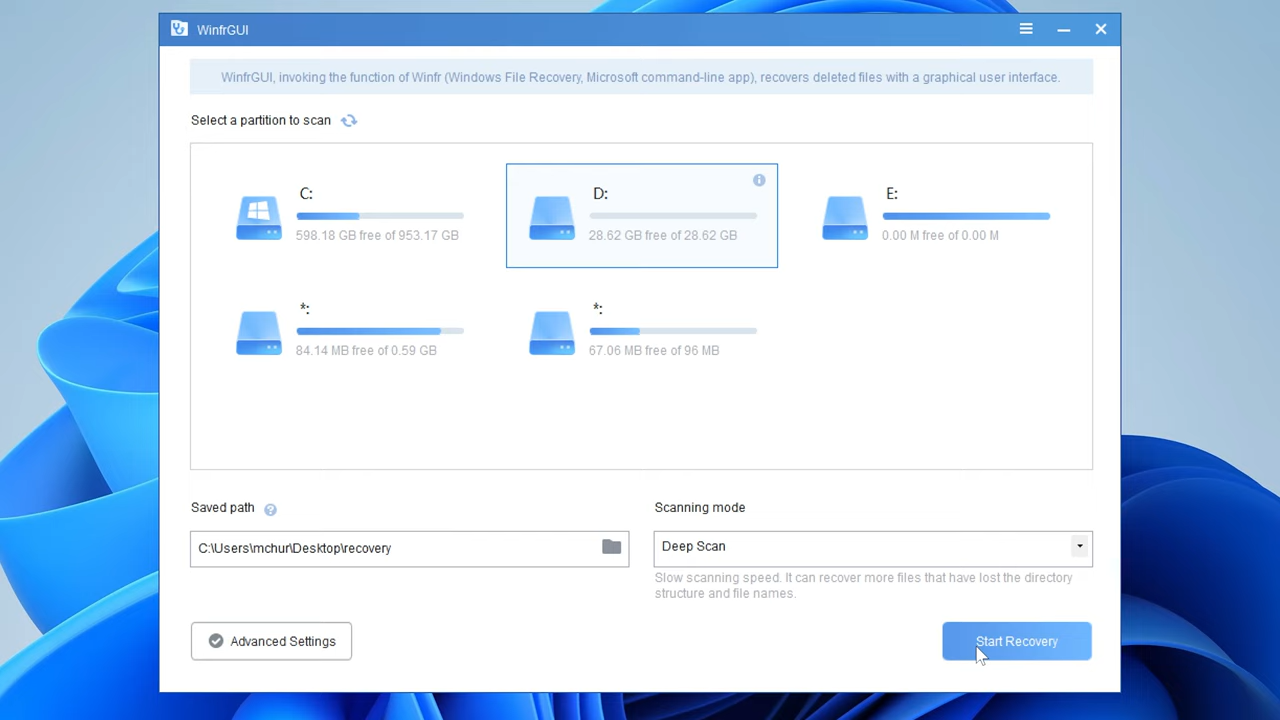 WinfrGUI
WinfrGUI, invoking the function of Winfr (Windows File Recovery, Microsoft command-line app), recovers deleted files with a graphical user interface.
Select a partition to scan
C:
598.18 GB free of 953.17 GB
D:
28.62 GB free of 28.62 GB
E:
0.00 M free of 0.00 M
*:
84.14 MB free of 0.59 GB
*:
67.06 MB free of 96 MB
Saved path
C:\Users\mchur\Desktop\recovery
Scanning mode
Deep Scan
Slow scanning speed. It can recover more files that have lost the directory
structure and file names.
Advanced Settings
Start Recovery